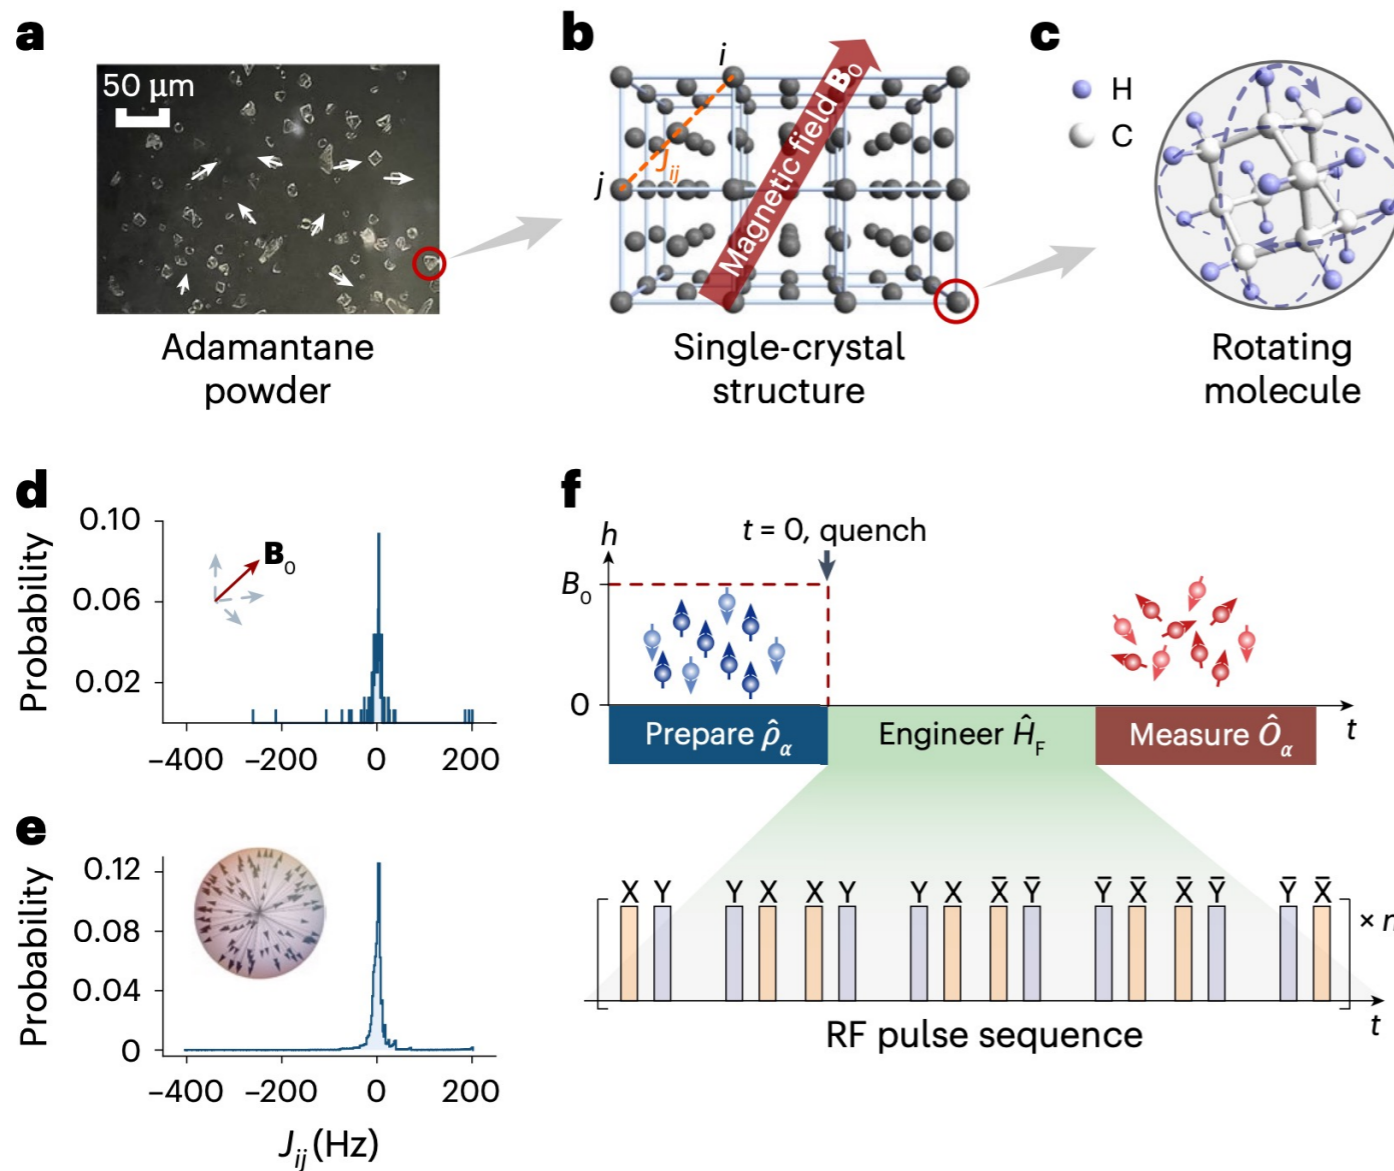 a
50 μm
Adamantane
powder
b
i
j
J_ij
Magnetic field B₀
Single-crystal
structure
c
H
C
Rotating
molecule
d
Probability
0.10
0.06
0.02
B₀
−400 −200 0 200
e
Probability
0.12
0.08
0.04
0
−400 −200 0 200
J_ij (Hz)
f
h
t = 0, quench
B₀
0
Prepare ρ̂_α
Engineer Ĥ_F
Measure Ô_α
t
X Y Y X X Y Y X X̄ Ȳ Ȳ X̄ X̄ Ȳ Ȳ X̄
× n
t
RF pulse sequence